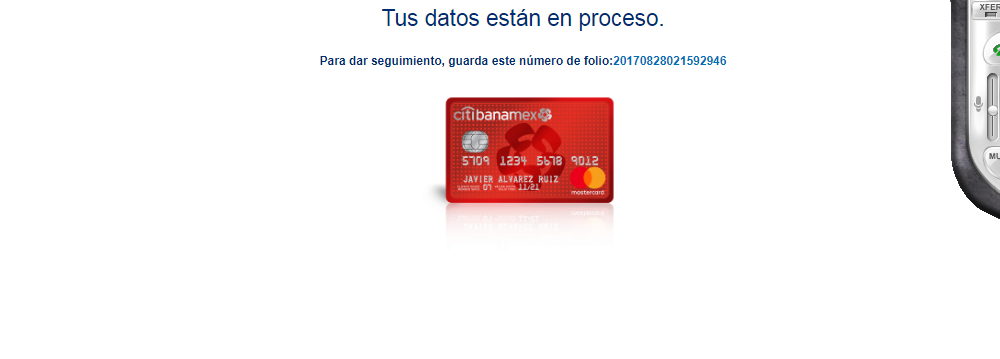 Tus datos están en proceso.
Para dar seguimiento, guarda este número de folio:20170828021592946
citibanamex
5709 1234 5678 9012
JAVIER ALVAREZ RUIZ
07 11/21
mastercard
XFER
MU